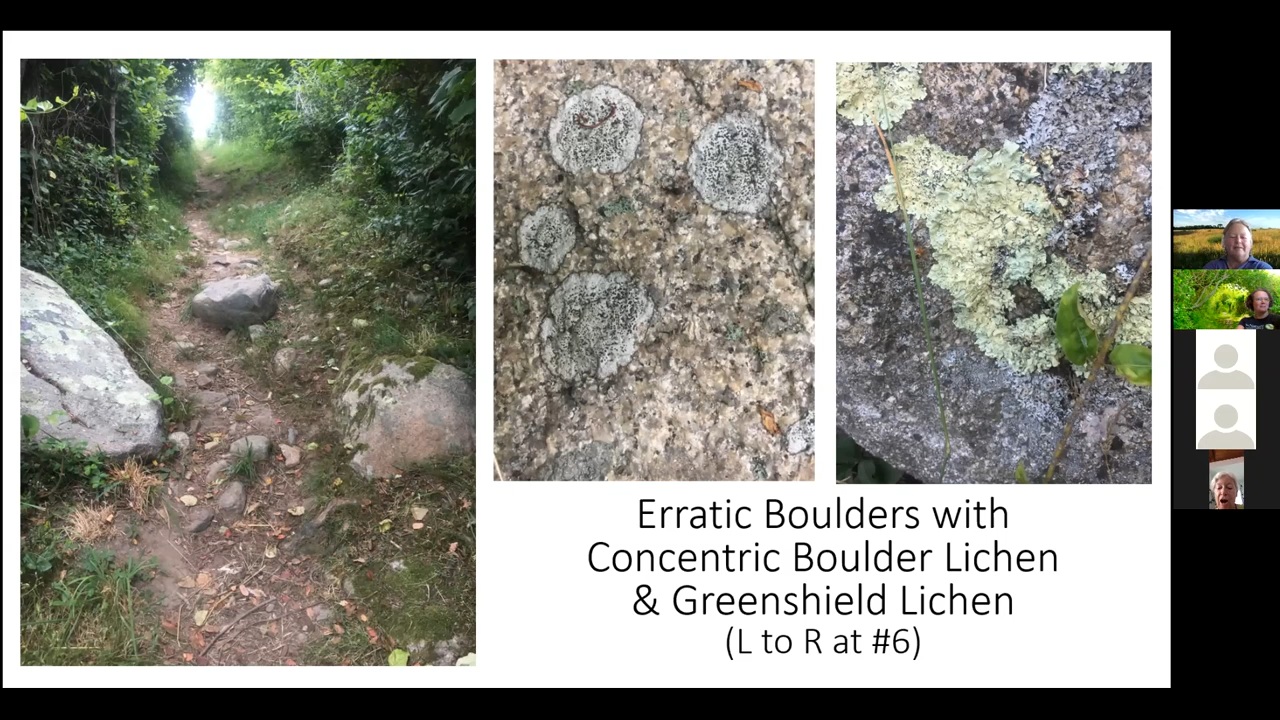 Erratic Boulders with
Concentric Boulder Lichen
& Greenshield Lichen
(L to R at #6)